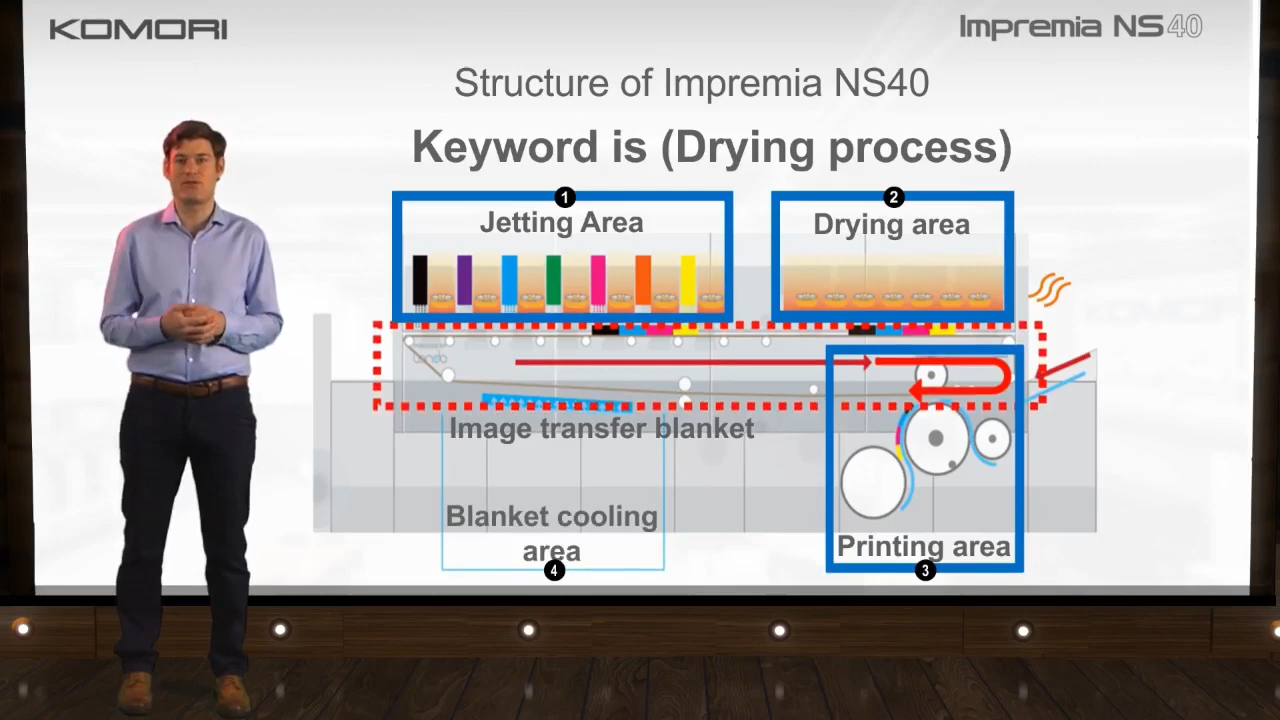 KOMORI
Impremia NS40
Structure of Impremia NS40
Keyword is (Drying process)
1
Jetting Area
2
Drying area
Image transfer blanket
Blanket cooling
area
4
Printing area
3